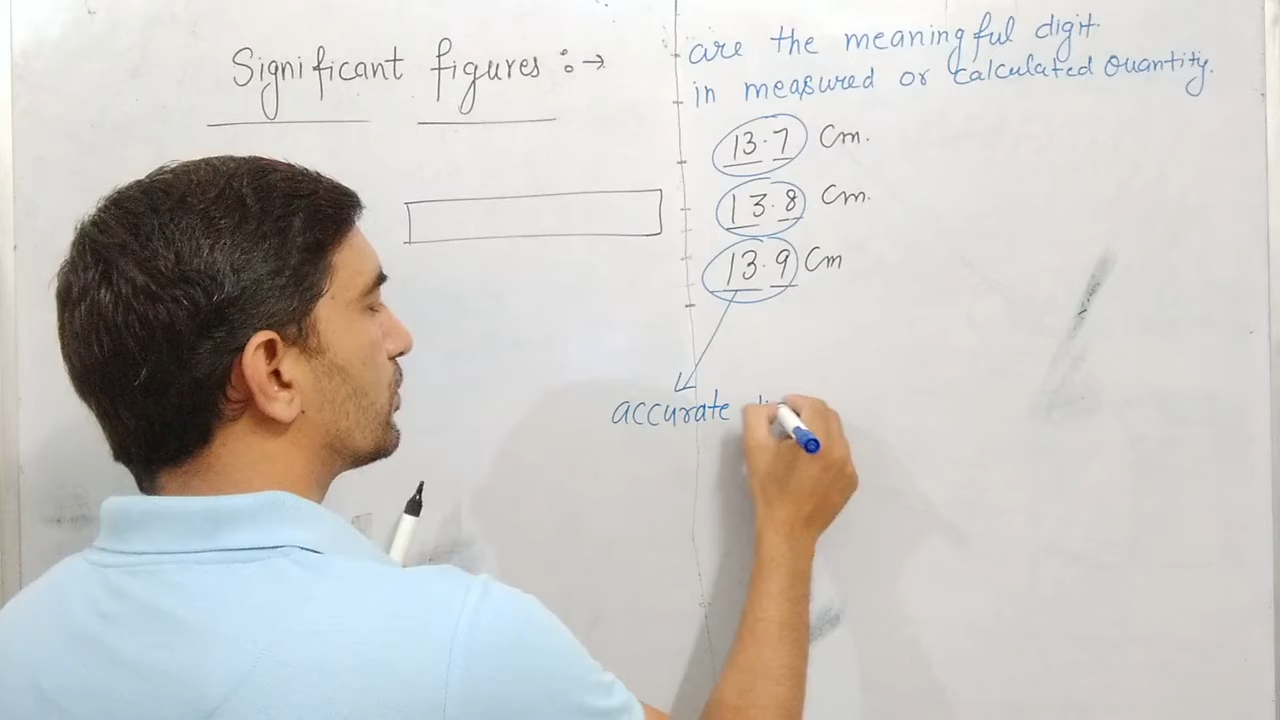 Significant figures :→
are the meaningful digit.
in measured or calculated Quantity.
13.7 Cm.
13.8 Cm.
13.9 Cm
accurate